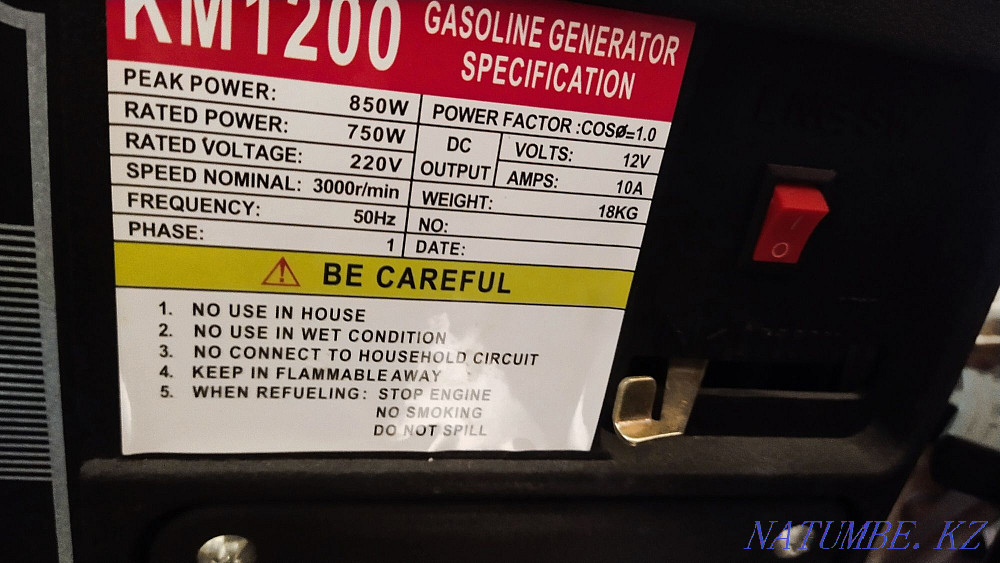 KM1200
GASOLINE GENERATOR
SPECIFICATION
PEAK POWER: 850W
RATED POWER: 750W
RATED VOLTAGE: 220V
SPEED NOMINAL: 3000r/min
FREQUENCY: 50Hz
PHASE: 1
POWER FACTOR :COSø=1.0
DC
OUTPUT
VOLTS: 12V
AMPS: 10A
WEIGHT: 18KG
NO:
DATE:
BE CAREFUL
1. NO USE IN HOUSE
2. NO USE IN WET CONDITION
3. NO CONNECT TO HOUSEHOLD CIRCUIT
4. KEEP IN FLAMMABLE AWAY
5. WHEN REFUELING: STOP ENGINE
NO SMOKING
DO NOT SPILL
NATUMBE. KZ